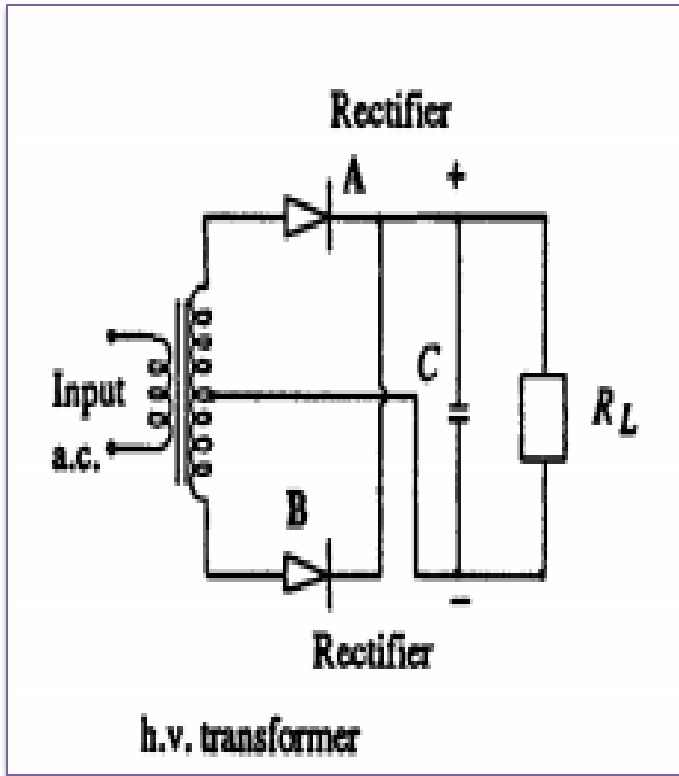 Rectifier
A
+
C
Input
a.c.
R_L
B
−
Rectifier
h.v. transformer